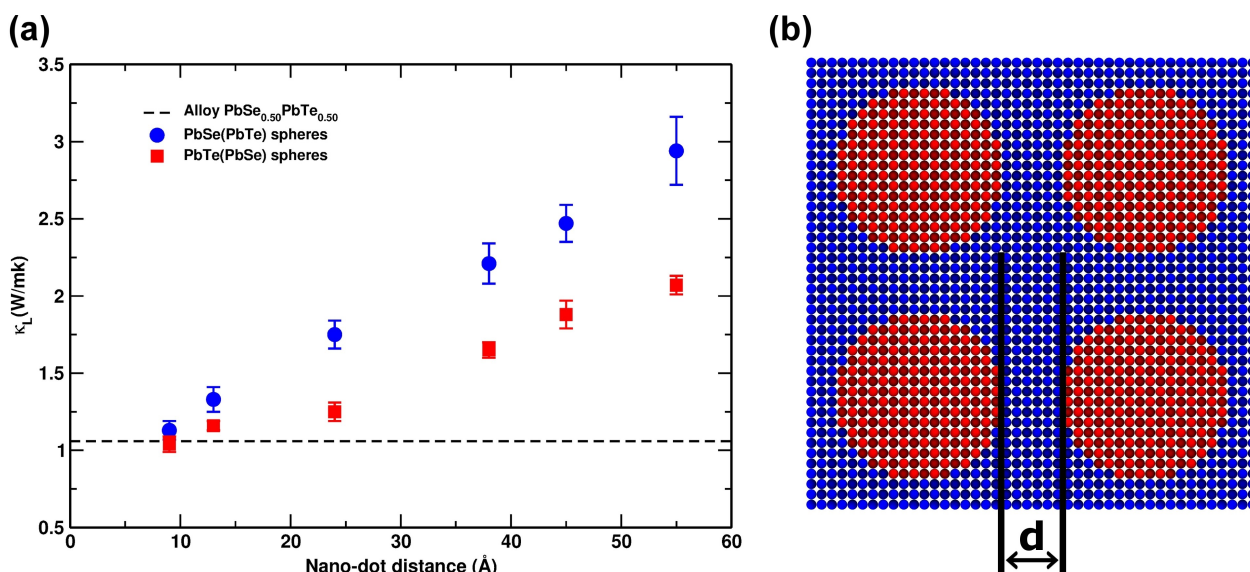 (a)
(b)
3.5
3
2.5
2
1.5
1
0.5
κL(W/mk)
Alloy PbSe0.50PbTe0.50
PbSe(PbTe) spheres
PbTe(PbSe) spheres
0 10 20 30 40 50 60
Nano-dot distance (Å)
d